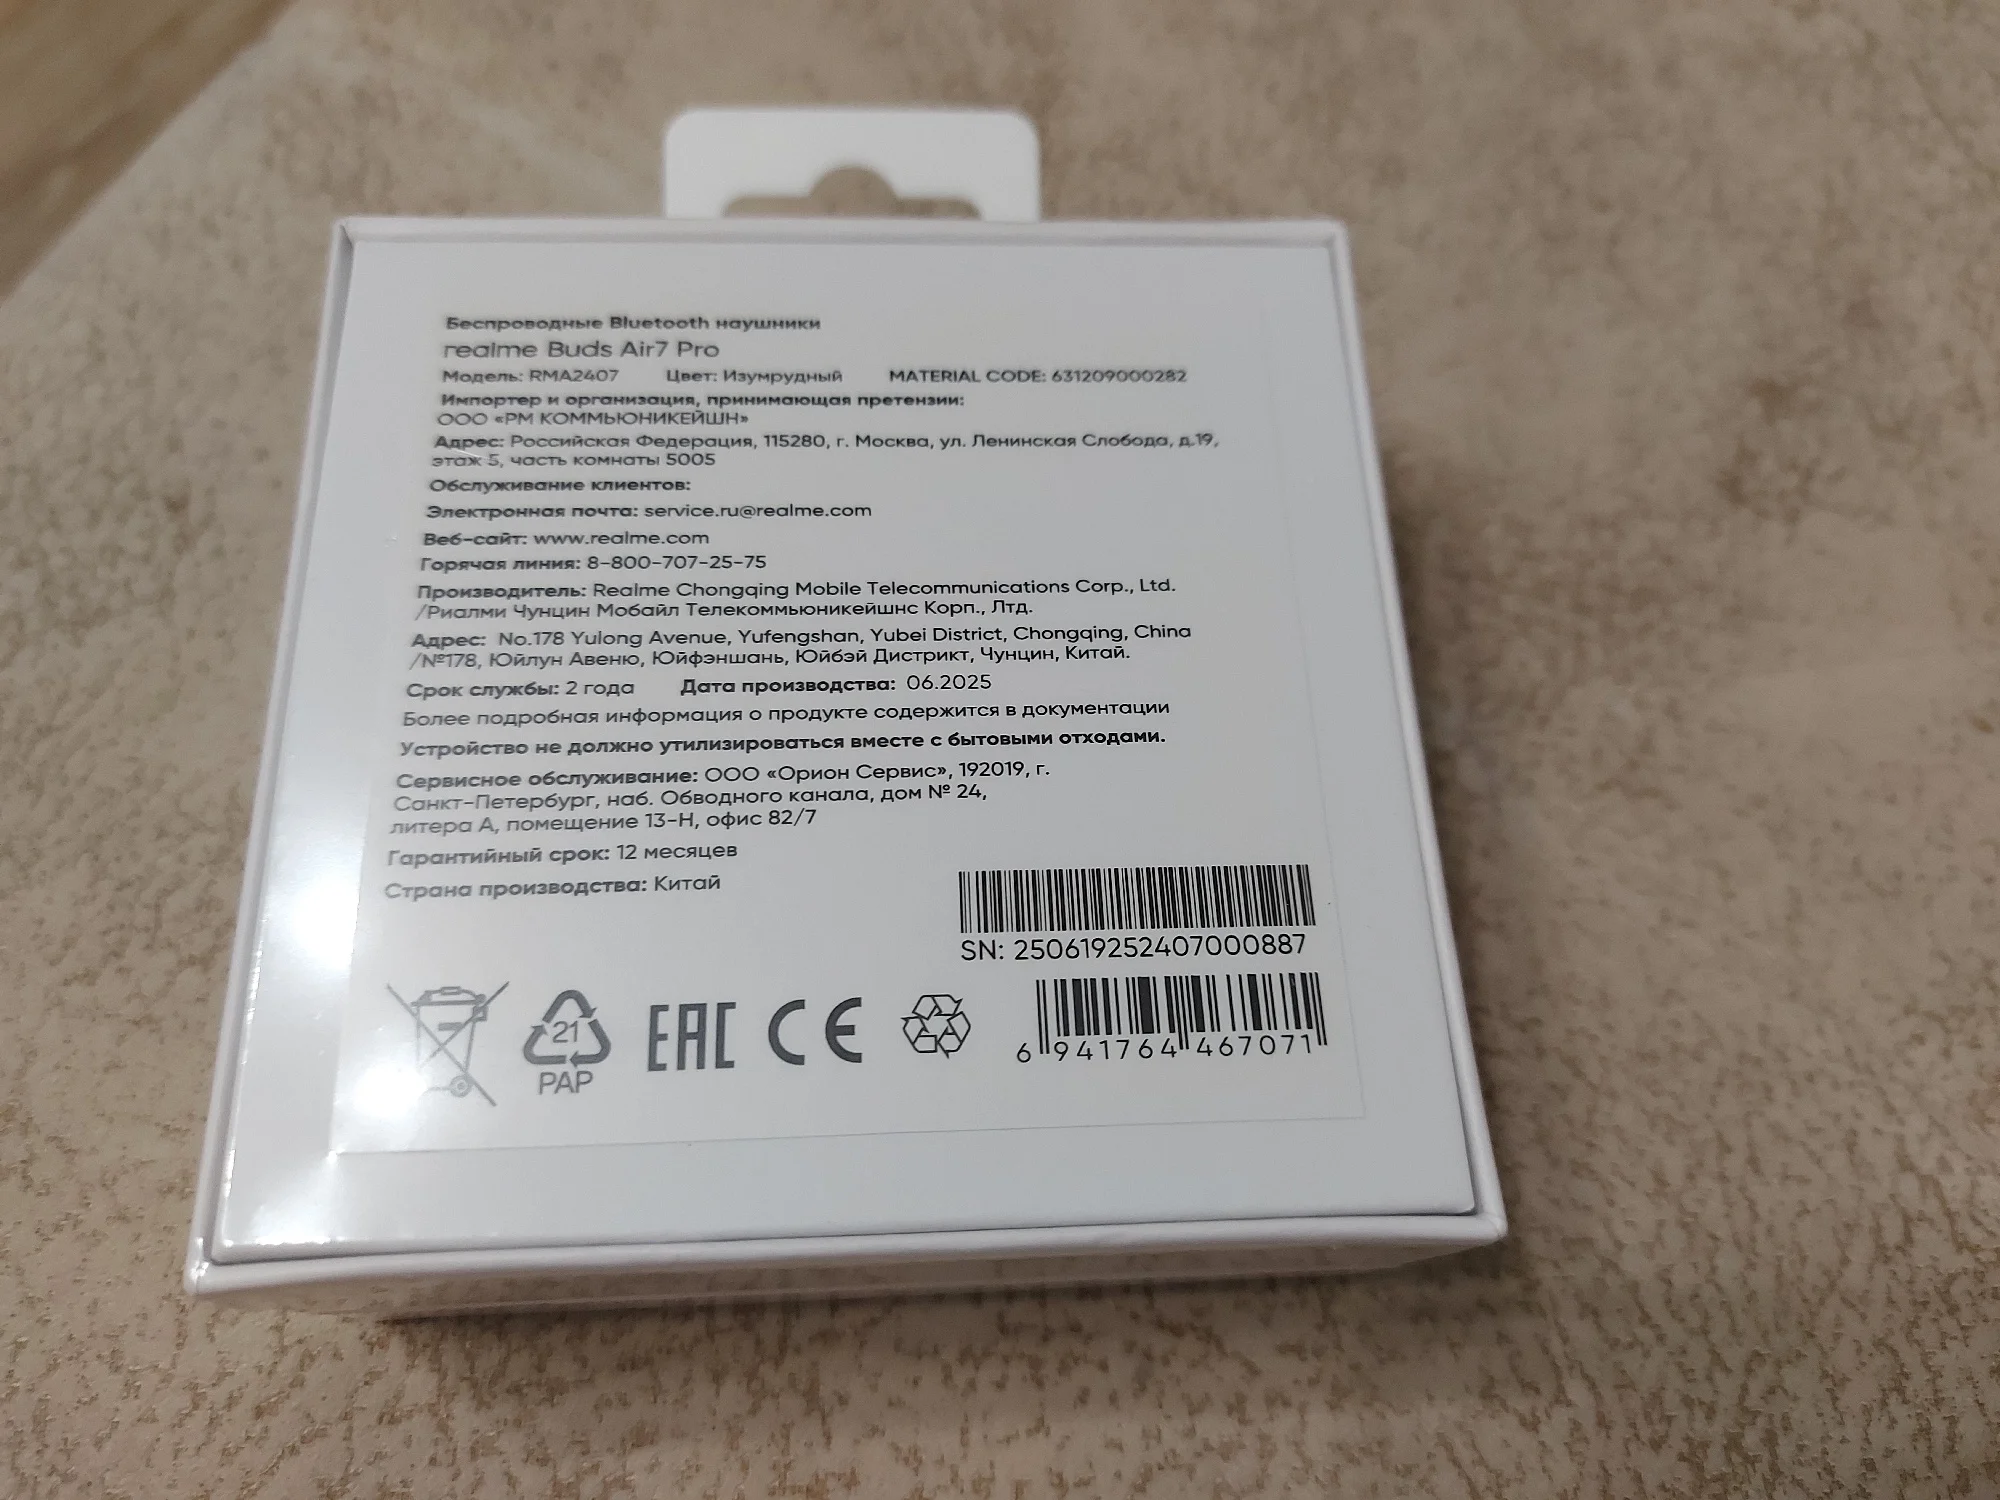 Беспроводные Bluetooth наушники
realme Buds Air7 Pro
Модель: RMA2407 Цвет: Изумрудный MATERIAL CODE: 631209000282
Импортер и организация, принимающая претензии:
ООО «РМ КОММЬЮНИКЕЙШН»
Адрес: Российская Федерация, 115280, г. Москва, ул. Ленинская Слобода, д.19,
этаж 5, часть комнаты 5005
Обслуживание клиентов:
Электронная почта: service.ru@realme.com
Веб-сайт: www.realme.com
Горячая линия: 8-800-707-25-75
Производитель: Realme Chongqing Mobile Telecommunications Corp., Ltd.
/Риалми Чунцин Мобайл Телекоммьюникейшнс Корп., Лтд.
Адрес: No.178 Yulong Avenue, Yufengshan, Yubei District, Chongqing, China
/№178, Юйлун Авеню, Юйфэншань, Юйбэй Дистрикт, Чунцин, Китай.
Срок службы: 2 года Дата производства: 06.2025
Более подробная информация о продукте содержится в документации
Устройство не должно утилизироваться вместе с бытовыми отходами.
Сервисное обслуживание: ООО «Орион Сервис», 192019, г.
Санкт-Петербург, наб. Обводного канала, дом № 24,
литера А, помещение 13-Н, офис 82/7
Гарантийный срок: 12 месяцев
Страна производства: Китай
SN: 250619252407000887
21
PAP
EAC CE
6 941764 467071